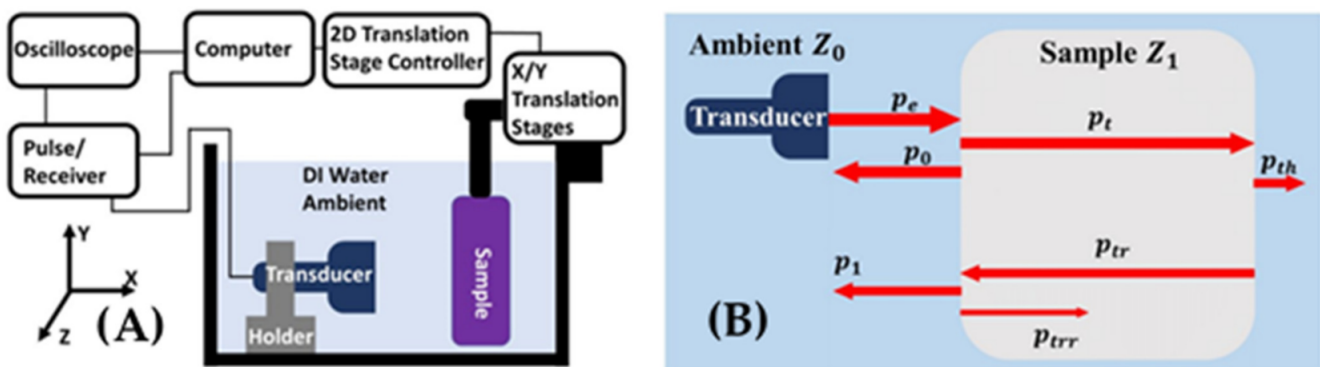 Oscilloscope
Computer
2D Translation
Stage Controller
X/Y
Translation
Stages
Pulse/
Receiver
DI Water
Ambient
Transducer
Holder
Sample
Y
X
Z
(A)
Ambient Z₀
Transducer
Sample Z₁
pₑ
pₜ
p₀
pₜₕ
pₜᵣ
p₁
pₜᵣᵣ
(B)